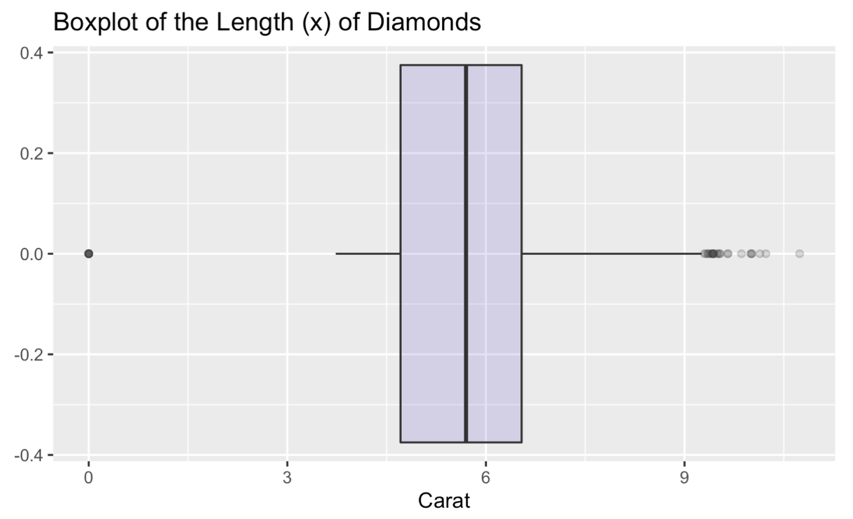 Boxplot of the Length (x) of Diamonds
0.4
0.2
0.0
-0.2
-0.4
0 3 6 9
Carat